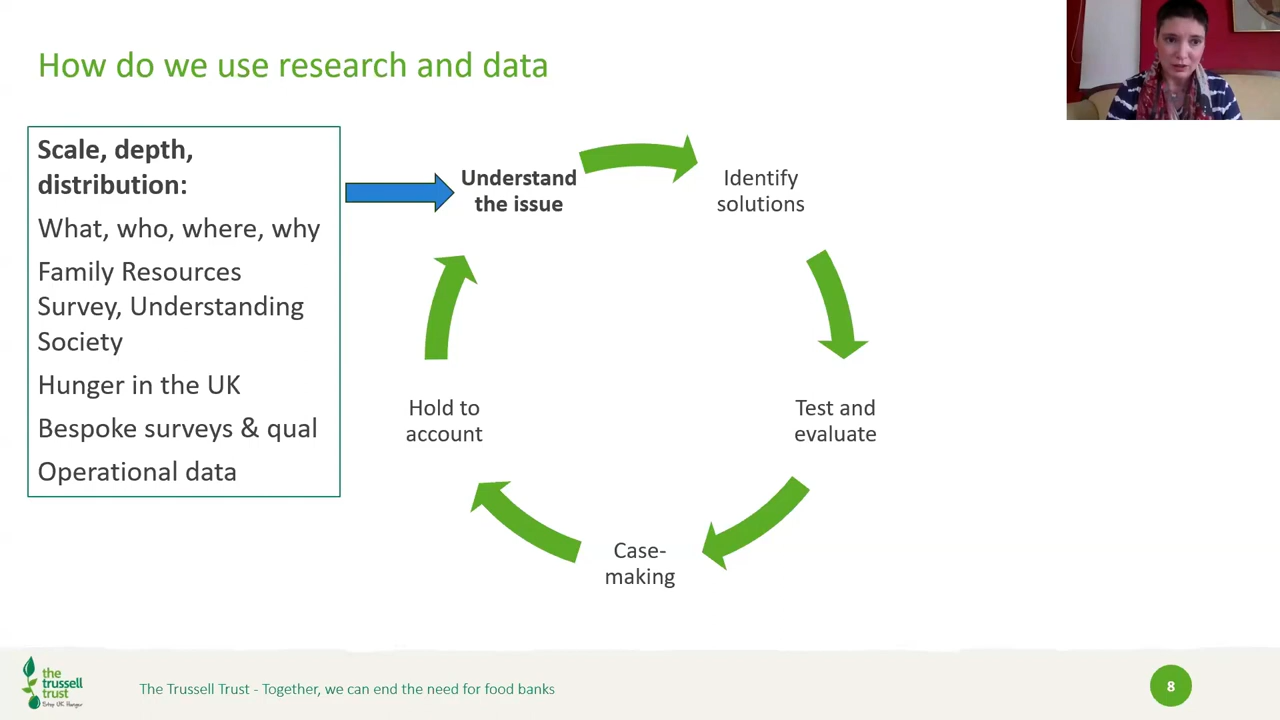 How do we use research and data
Scale, depth,
distribution:
What, who, where, why
Family Resources
Survey, Understanding
Society
Hunger in the UK
Bespoke surveys & qual
Operational data
Understand
the issue
Identify
solutions
Test and
evaluate
Case-
making
Hold to
account
the
trussell
trust
Stop UK Hunger
The Trussell Trust - Together, we can end the need for food banks
8